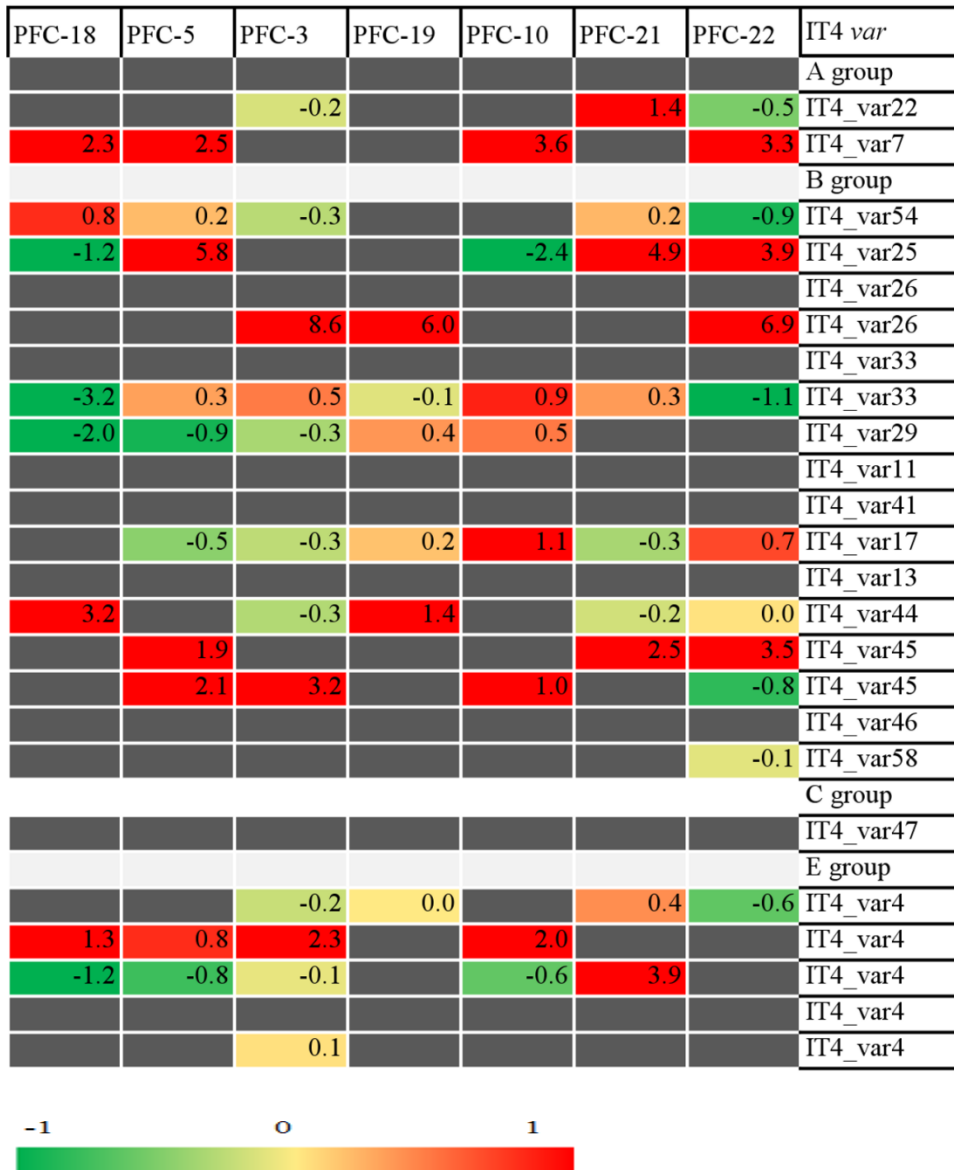 PFC-18 PFC-5 PFC-3 PFC-19 PFC-10 PFC-21 PFC-22 IT4 var
A group
-0.2 1.4 -0.5 IT4_var22
2.3 2.5 3.6 3.3 IT4_var7
B group
0.8 0.2 -0.3 0.2 -0.9 IT4_var54
-1.2 5.8 -2.4 4.9 3.9 IT4_var25
IT4_var26
8.6 6.0 6.9 IT4_var26
IT4_var33
-3.2 0.3 0.5 -0.1 0.9 0.3 -1.1 IT4_var33
-2.0 -0.9 -0.3 0.4 0.5 IT4_var29
IT4_var11
IT4_var41
-0.5 -0.3 0.2 1.1 -0.3 0.7 IT4_var17
IT4_var13
3.2 -0.3 1.4 -0.2 0.0 IT4_var44
1.9 2.5 3.5 IT4_var45
2.1 3.2 1.0 -0.8 IT4_var45
IT4_var46
-0.1 IT4_var58
C group
IT4_var47
E group
-0.2 0.0 0.4 -0.6 IT4_var4
1.3 0.8 2.3 2.0 IT4_var4
-1.2 -0.8 -0.1 -0.6 3.9 IT4_var4
IT4_var4
0.1 IT4_var4
-1 0 1